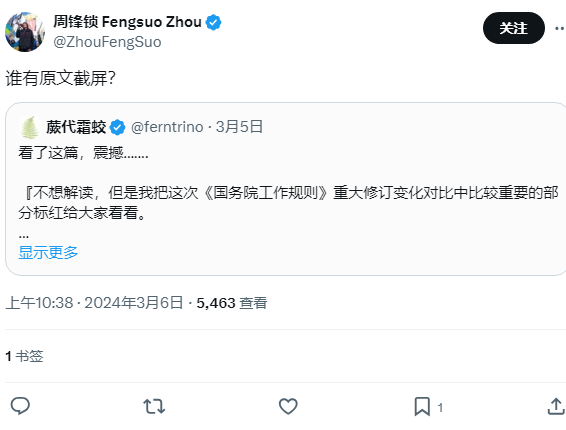 周锋锁 Fengsuo Zhou
@ZhouFengSuo
关注
谁有原文截屏？
蕨代霜蛟 @ferntrino · 3月5日
看了这篇，震撼.......
『不想解读，但是我把这次《国务院工作规则》重大修订变化对比中比较重要的部
分标红给大家看看。
...
显示更多
上午10:38 · 2024年3月6日 · 5,463 查看
1 书签
1